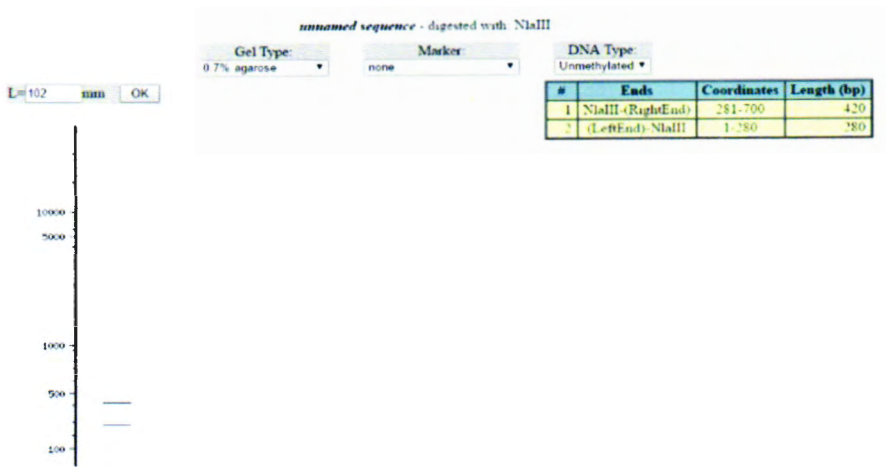 unnamed sequence - digested with NlaIII
Gel Type: Marker: DNA Type:
0.7% agarose none Unmethylated
L= 102 mm OK
# Ends Coordinates Length (bp)
1 NlaIII-(RightEnd) 281-700 420
2 (LeftEnd)-NlaIII 1-280 280
10000
5000
1000
500
100